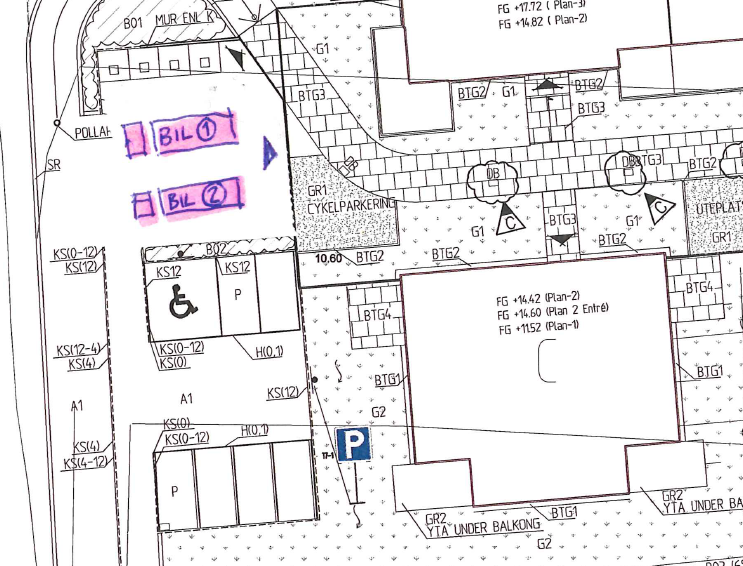 FG +17.72 ( Plan-3)
FG +14.82 ( Plan-2)
B01
MUR ENL K
G1
BTG3
BTG2
G1
BTG2
BTG3
BIL 1
BIL 2
SR
DB
BTG3
BTG2
GR1
CYKELPARKERING
G1
C
BTG3
G1
C
UTEPLATS
GR1
BTG2
KS(0-12)
KS(12)
B02
KS12
KS12
P
10.60
BTG2
BTG2
BTG4
FG +14.42 (Plan-2)
FG +14.60 (Plan 2 Entré)
FG +11.52 (Plan-1)
BTG4
KS(12-4)
KS(4)
KS(0-12)
KS(0)
H(0,1)
KS(12)
BTG1
BTG1
A1
A1
G2
KS(0)
KS(0-12)
H(0,1)
KS(4)
KS(4-12)
P
P
GR2
YTA UNDER BALKONG
BTG1
GR2
YTA UNDER BA
G2